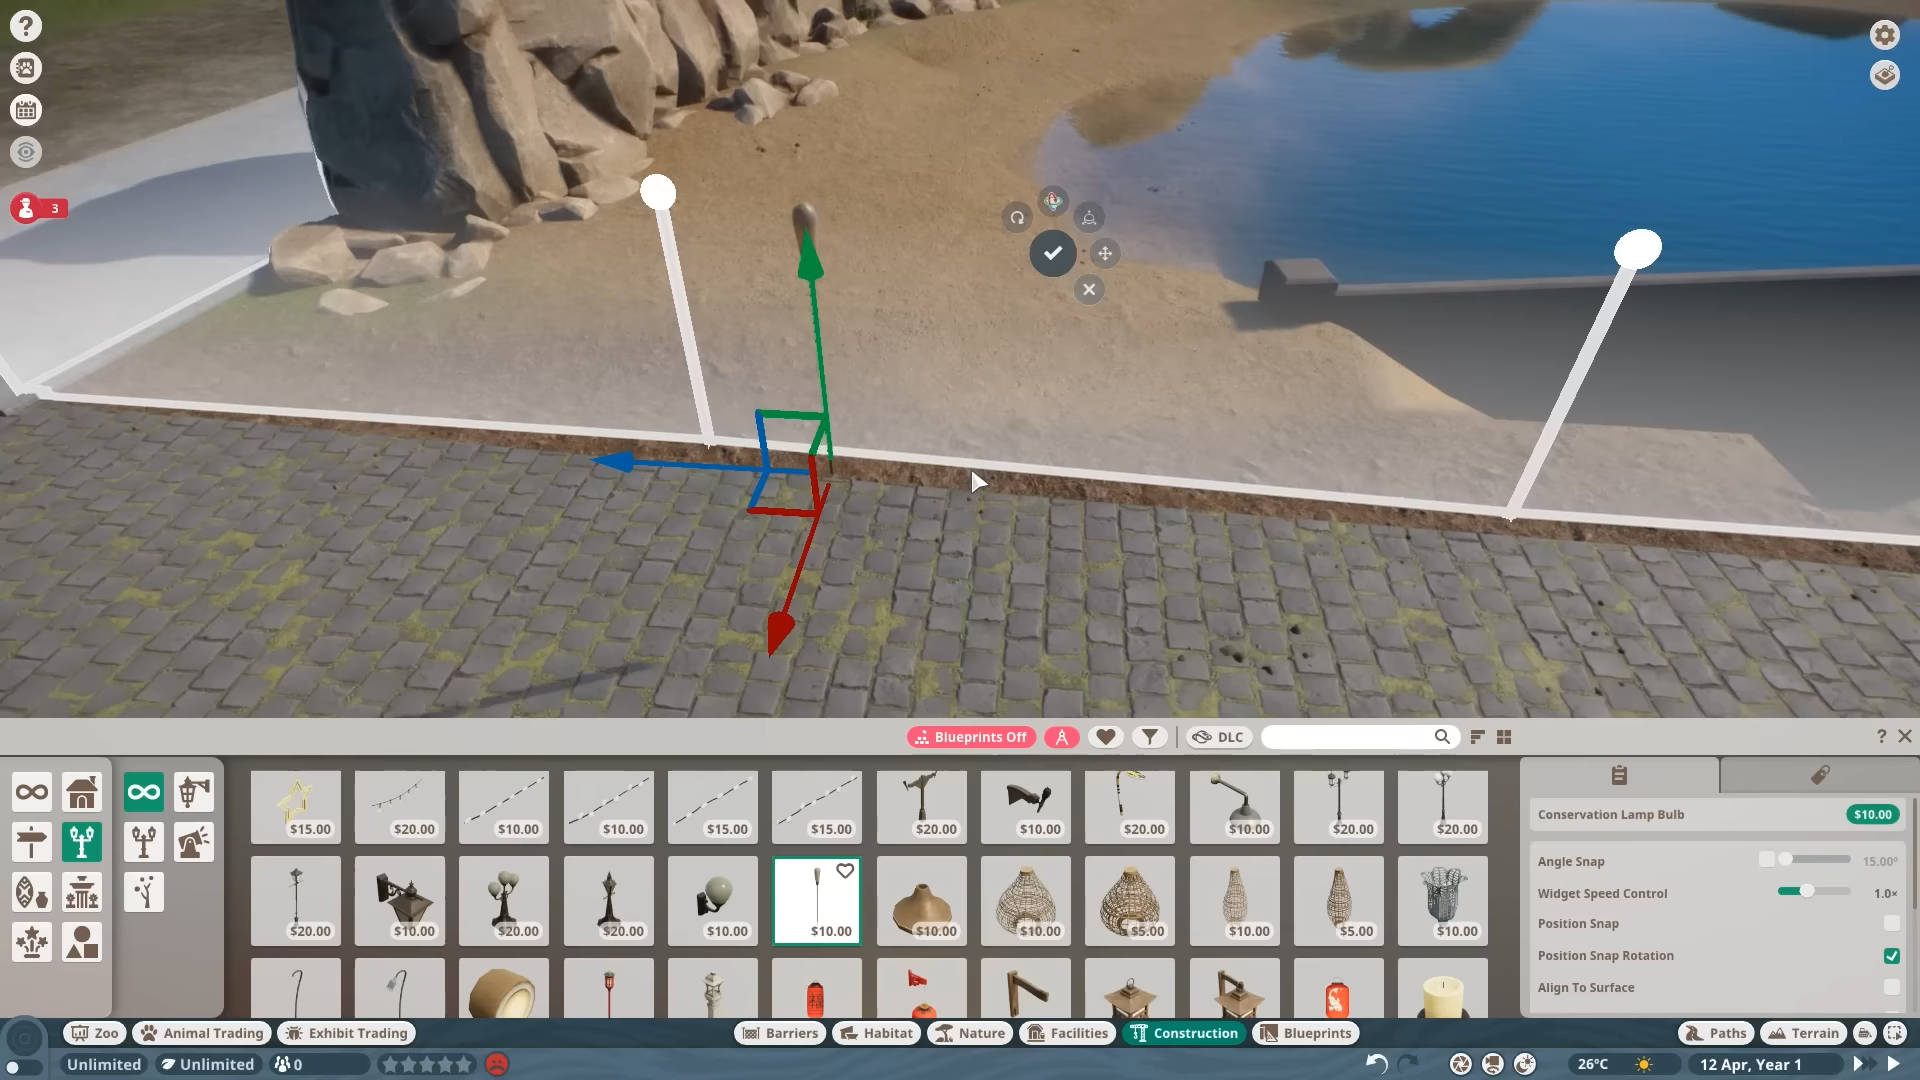 ?
3
Blueprints Off
DLC
?
$15.00 $20.00 $10.00 $10.00 $15.00 $15.00 $20.00 $10.00 $20.00 $10.00 $20.00 $20.00
$20.00 $10.00 $20.00 $20.00 $10.00 $10.00 $10.00 $10.00 $5.00 $10.00 $5.00 $10.00
Conservation Lamp Bulb $10.00
Angle Snap 15.00°
Widget Speed Control 1.0×
Position Snap
Position Snap Rotation
Align To Surface
Zoo Animal Trading Exhibit Trading Barriers Habitat Nature Facilities Construction Blueprints Paths Terrain
Unlimited Unlimited 0 26°C 12 Apr, Year 1